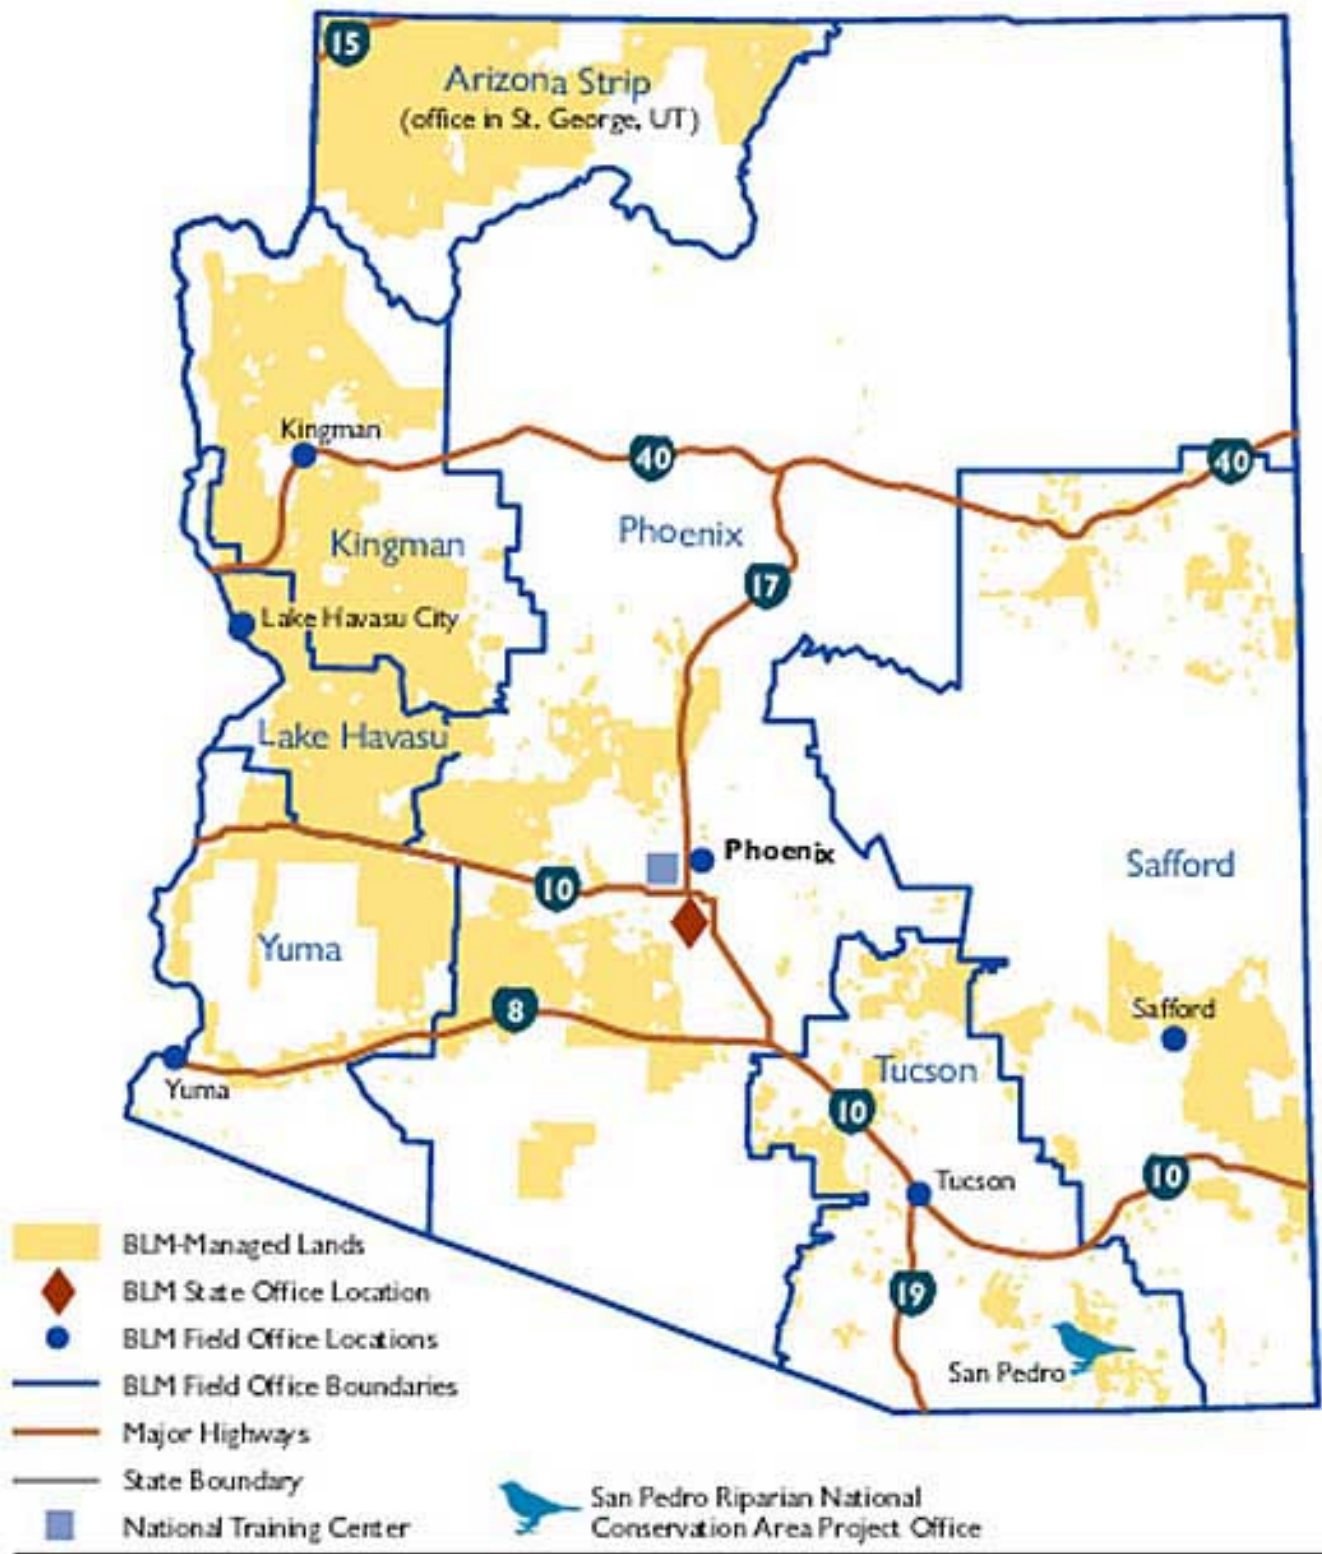 15
Arizona Strip
(office in St. George, UT)
Kingman
40
40
Phoenix
Kingman
17
Lake Havasu City
Lake Havasu
Phoenix
Safford
10
Yuma
8
Safford
Tucson
Yuma
10
10
Tucson
19
San Pedro
BLM-Managed Lands
BLM State Office Location
BLM Field Office Locations
BLM Field Office Boundaries
Major Highways
State Boundary
National Training Center
San Pedro Riparian National
Conservation Area Project Office